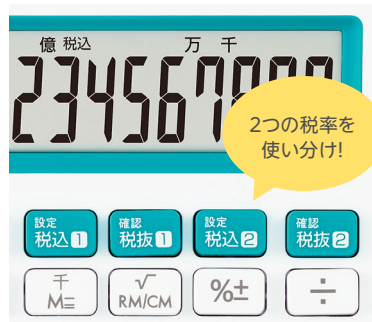 億 税込 万 千
234567
2つの税率を
使い分け!
設定 確認 設定 確認
税込1 税抜1 税込2 税抜2
千 √
M= RM/CM %± ÷